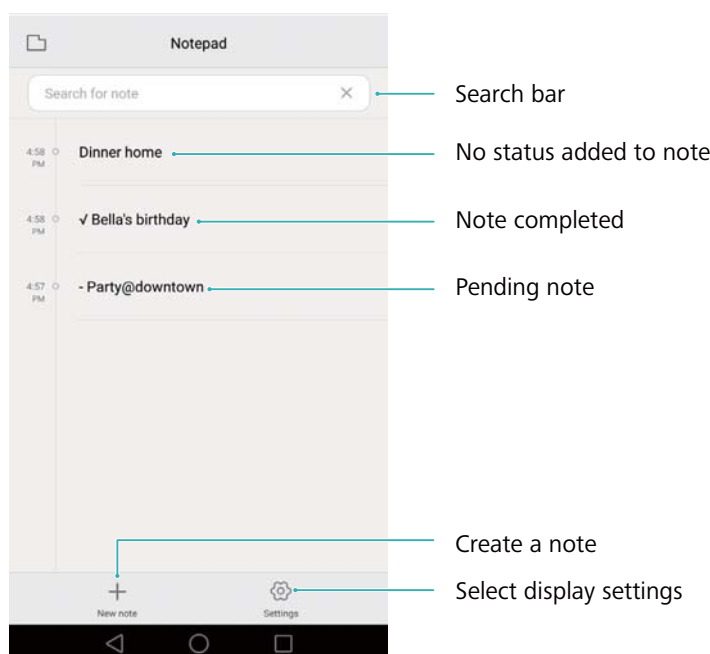 Notepad
Search for note
Search bar
4:58
PM
Dinner home
No status added to note
4:58
PM
√ Bella's birthday
Note completed
4:57
PM
- Party@downtown
Pending note
Create a note
Select display settings
New note
Settings